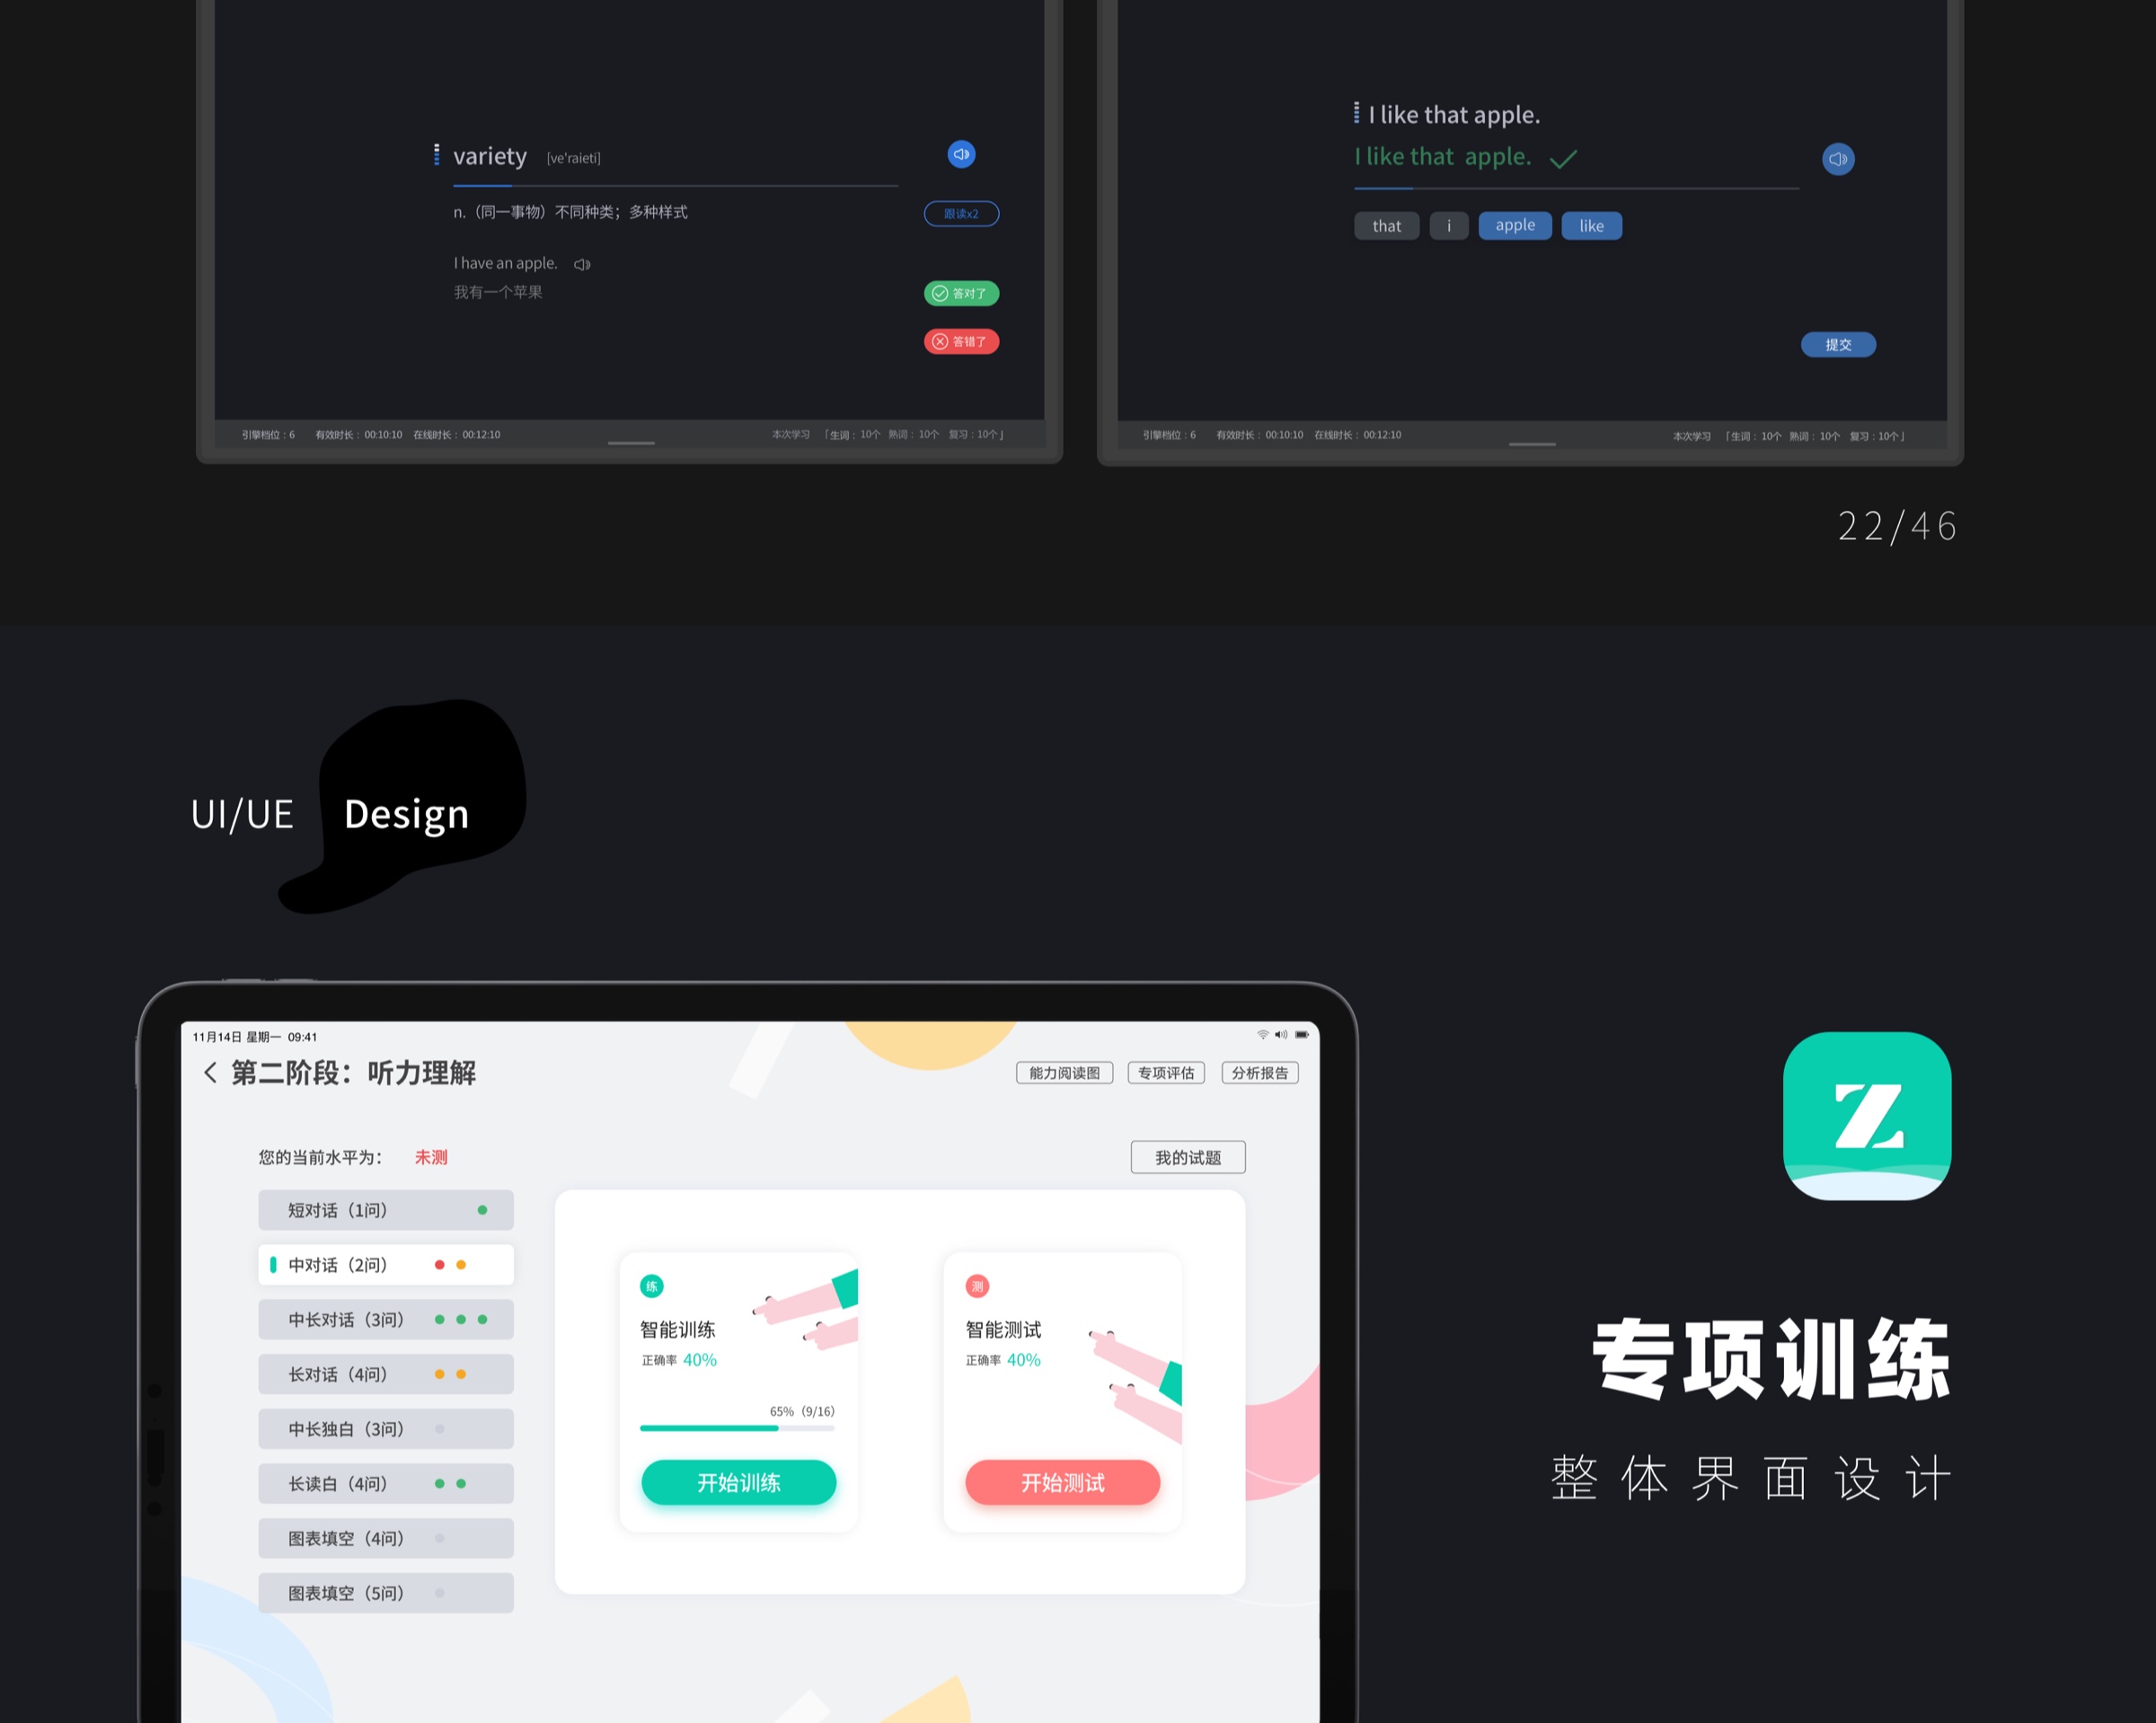 variety [ve'raieti]
n.（同一事物）不同种类；多种样式
跟读x2
I have an apple.
我有一个苹果
答对了
答错了
引擎档位：6 有效时长： 00:10:10 在线时长： 00:12:10
本次学习 「生词： 10个 熟词： 10个 复习：10个」
I like that apple.
I like that apple.
that i apple like
提交
引擎档位：6 有效时长： 00:10:10 在线时长： 00:12:10
本次学习 「生词： 10个 熟词： 10个 复习：10个」
22/46
UI/UE Design
11月14日 星期一 09:41
第二阶段：听力理解
能力阅读图 专项评估 分析报告
您的当前水平为： 未测
我的试题
短对话（1问）
中对话（2问）
中长对话（3问）
长对话（4问）
中长独白（3问）
长读白（4问）
图表填空（4问）
图表填空（5问）
练
智能训练
正确率 40%
65%（9/16）
开始训练
测
智能测试
正确率 40%
开始测试
Z
专项训练
整体界面设计